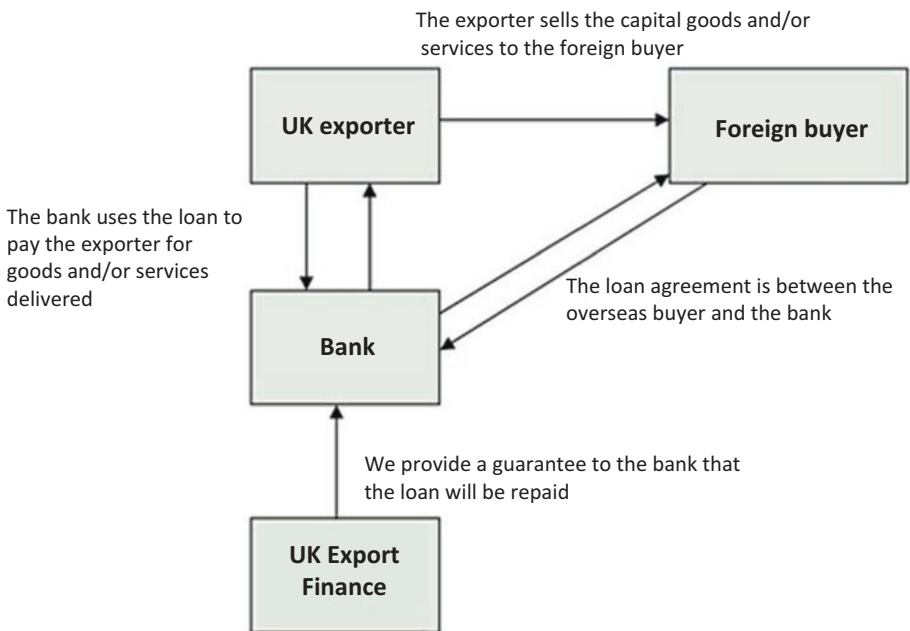 The exporter sells the capital goods and/or
services to the foreign buyer
UK exporter
Foreign buyer
The bank uses the loan to
pay the exporter for
goods and/or services
delivered
The loan agreement is between the
overseas buyer and the bank
Bank
We provide a guarantee to the bank that
the loan will be repaid
UK Export
Finance